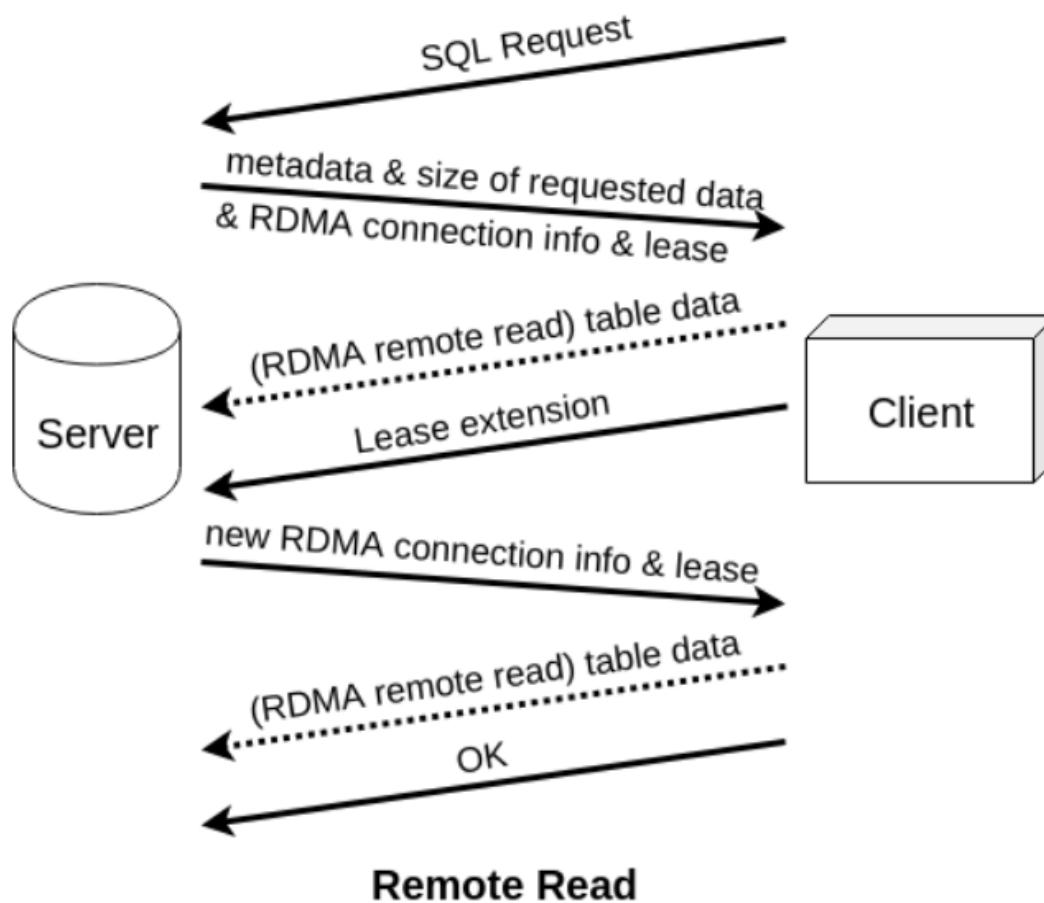 SQL Request
metadata & size of requested data
& RDMA connection info & lease
(RDMA remote read) table data
Server
Lease extension
Client
new RDMA connection info & lease
(RDMA remote read) table data
OK
Remote Read